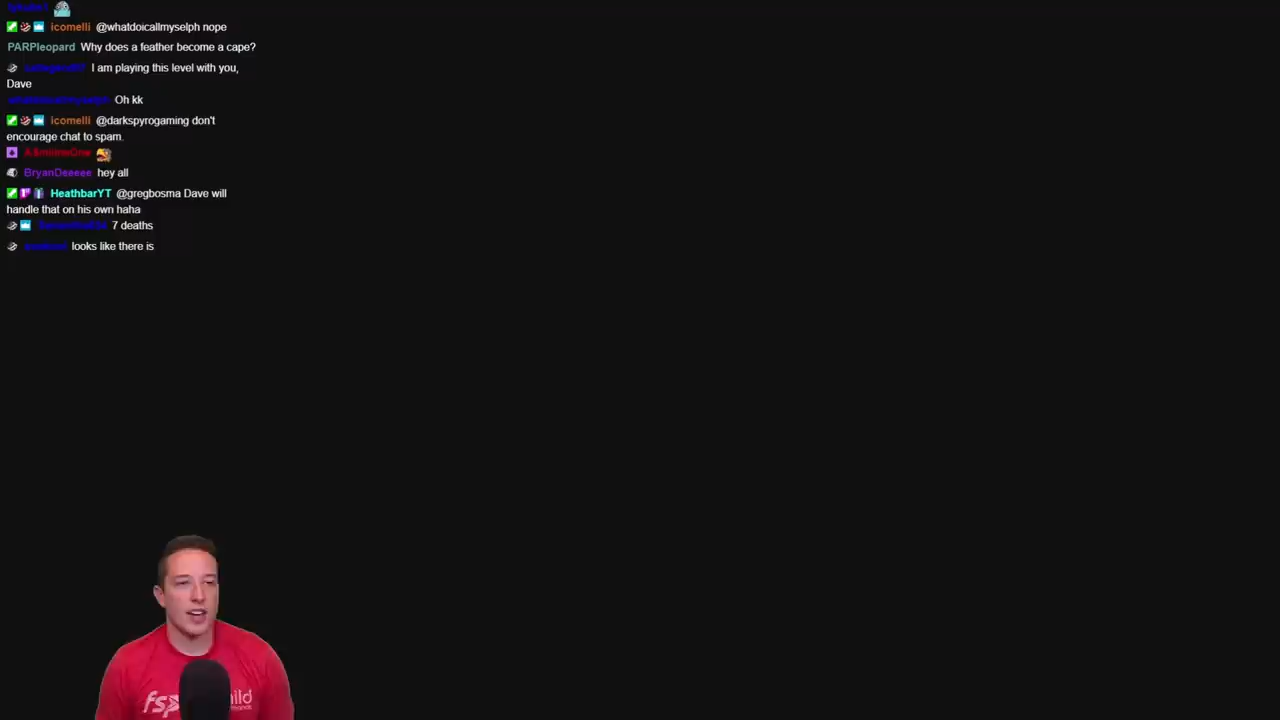 icomelli @whatdoicallmyselph nope
PARPleopard Why does a feather become a cape?
I am playing this level with you,
Dave
whatdoicallmyselph Oh kk
icomelli @darkspyrogaming don't
encourage chat to spam.
BryanDeeeee hey all
HeathbarYT @gregbosma Dave will
handle that on his own haha
7 deaths
looks like there is
fsp